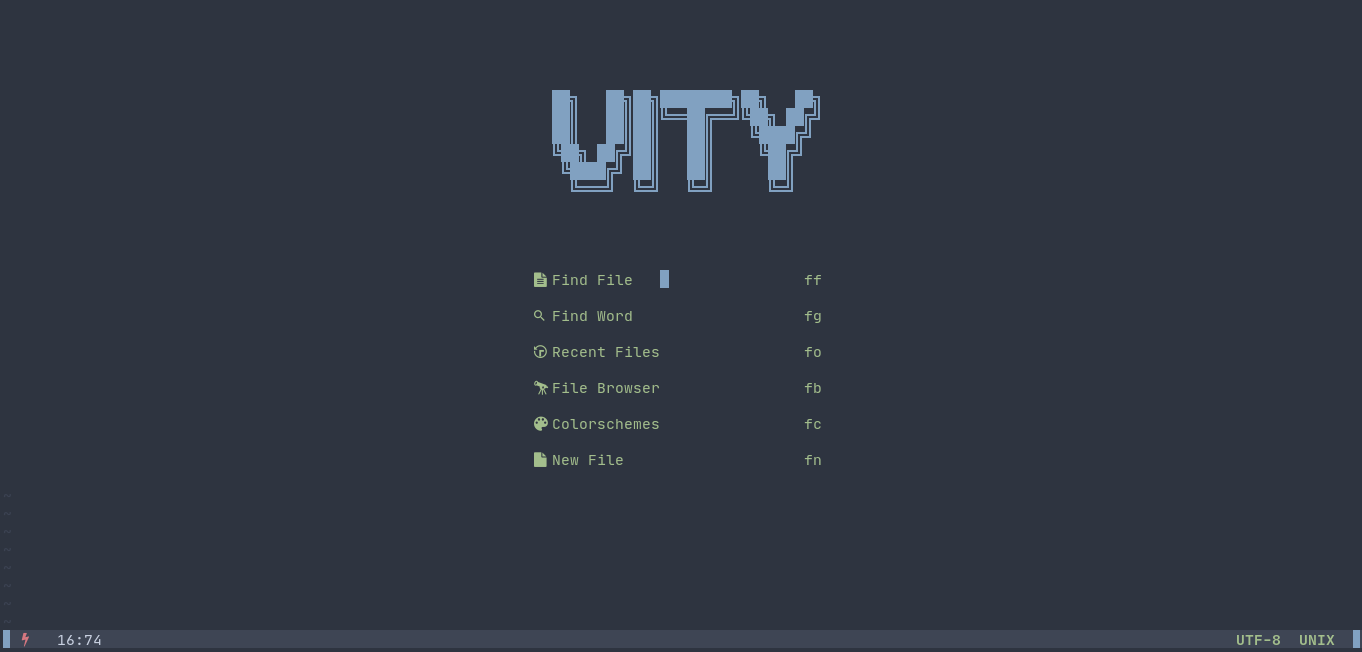 VITY
Find File ff
Find Word fg
Recent Files fo
File Browser fb
Colorschemes fc
New File fn
~
~
~
~
~
~
~
~
16:74 UTF-8 UNIX